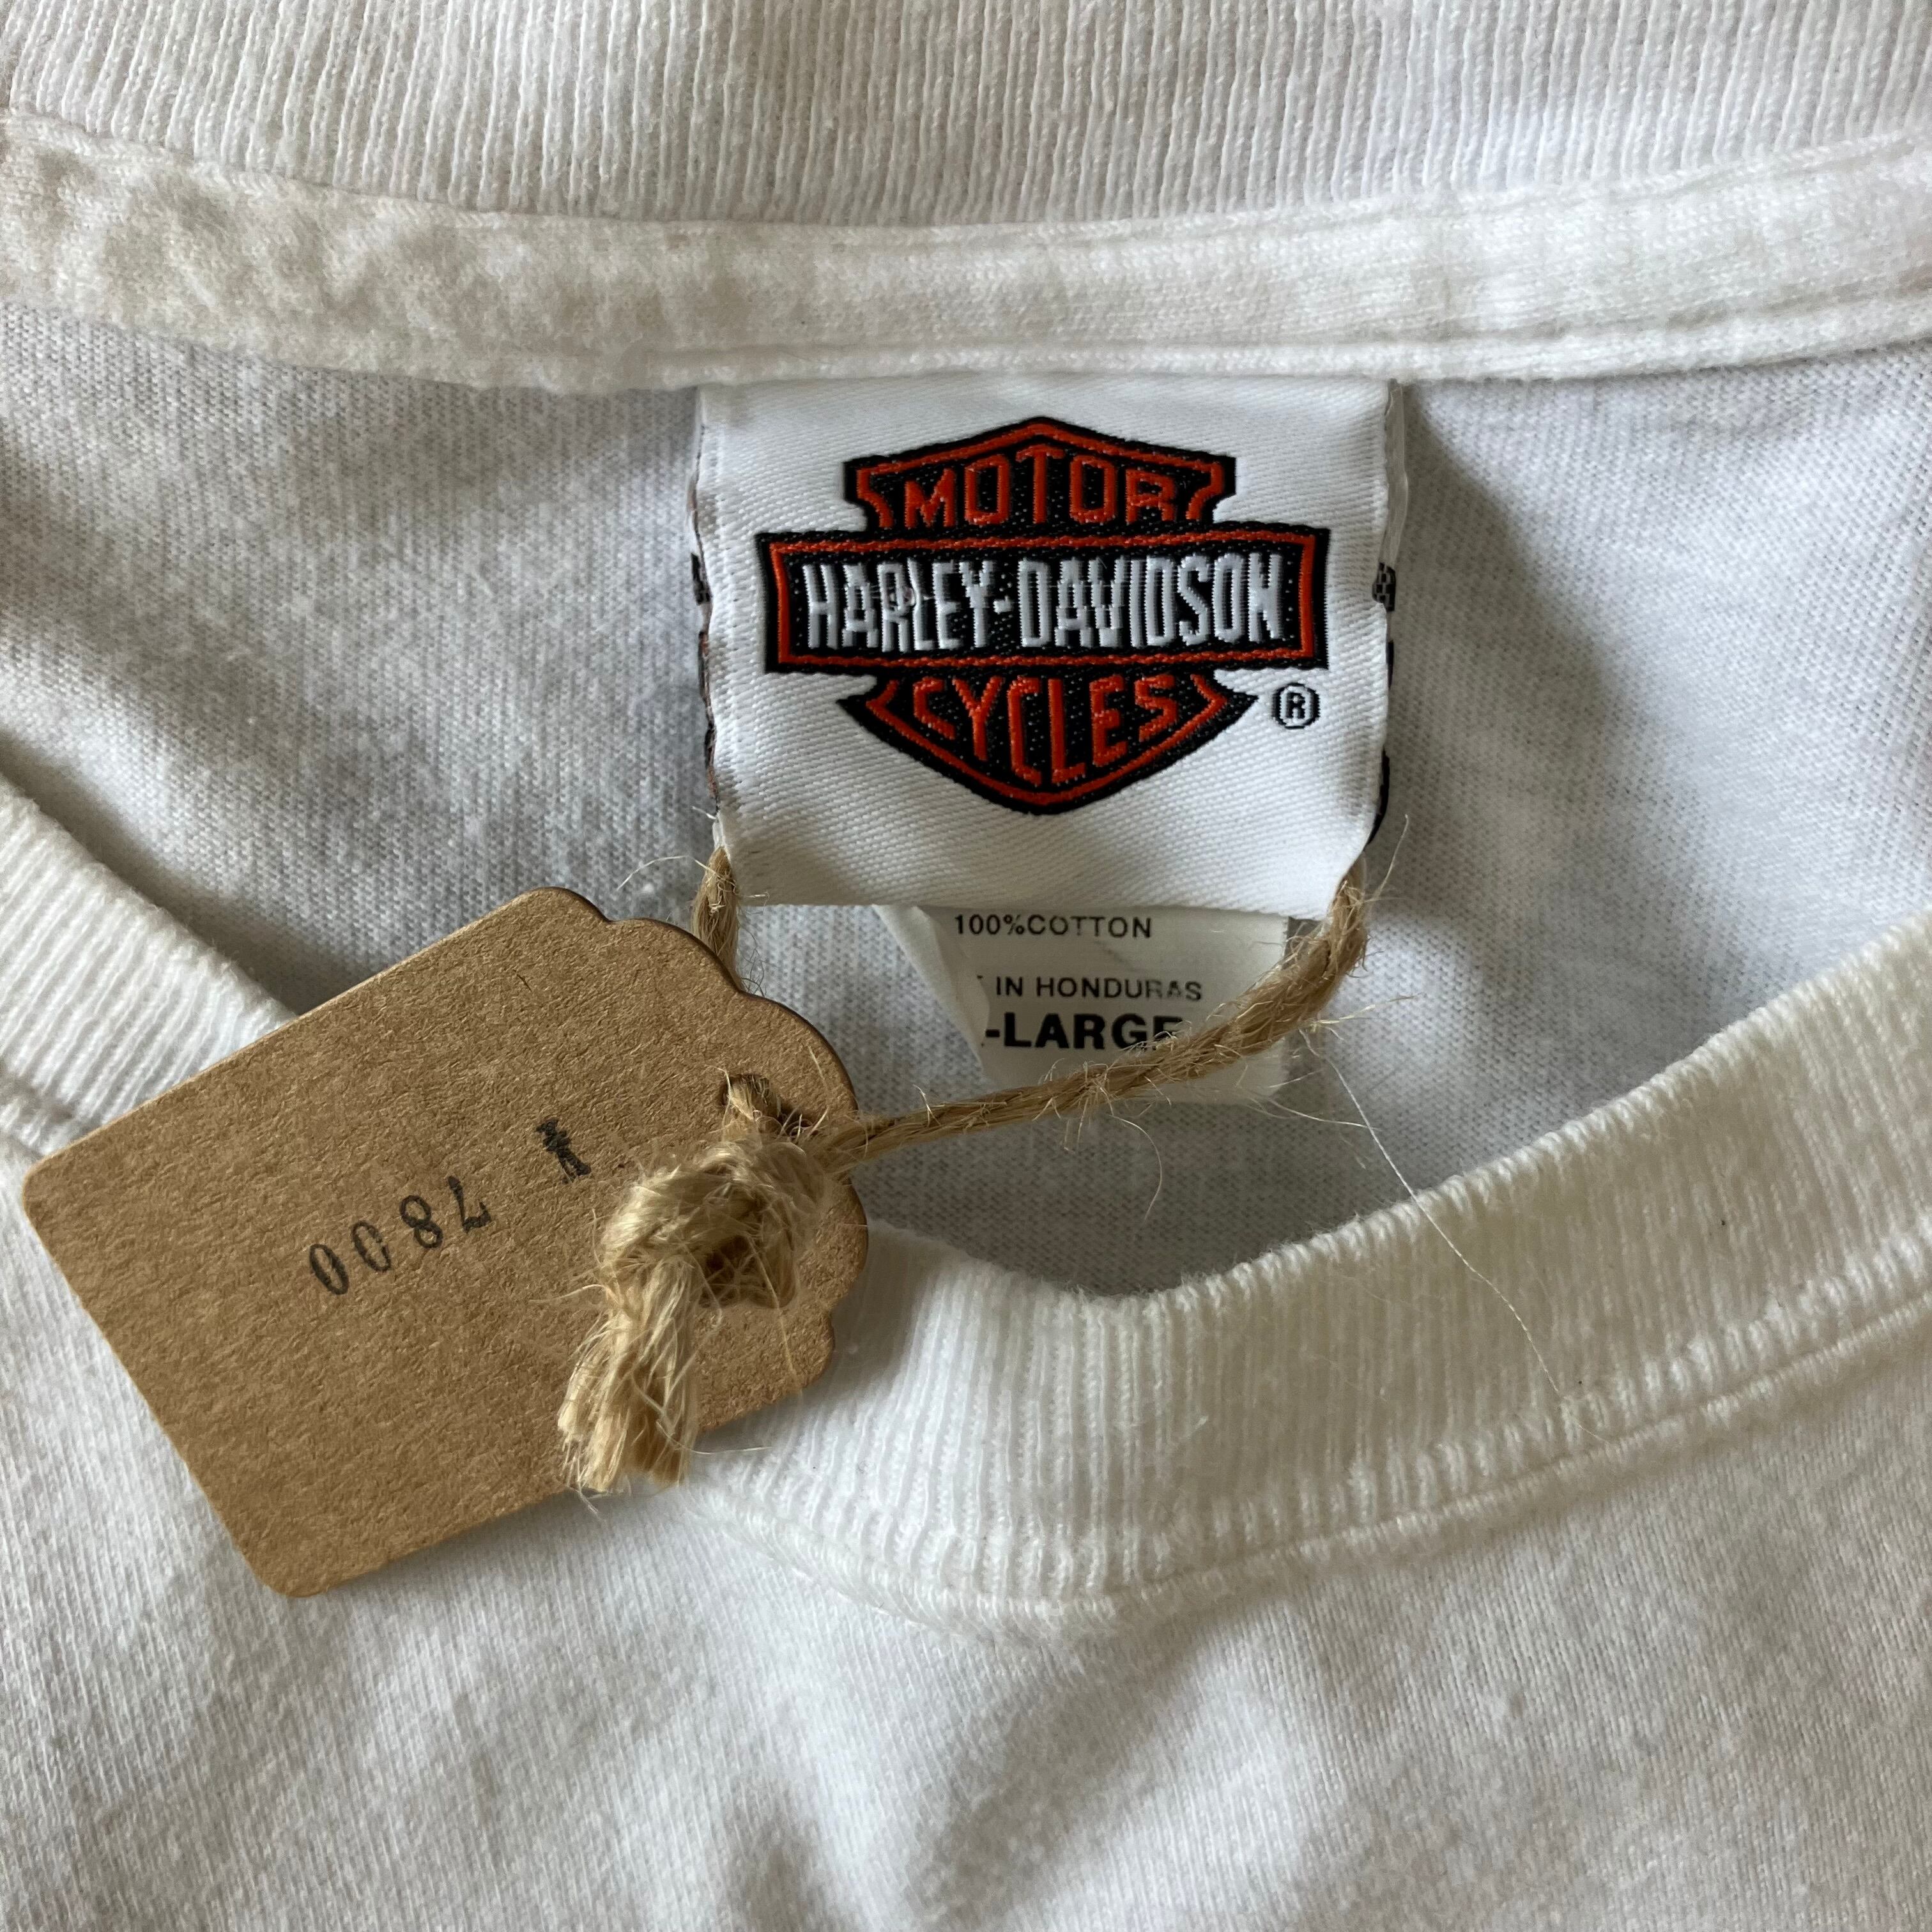 MOTOR
HARLEY-DAVIDSON
CYCLES
®
100%COTTON
IN HONDURAS
-LARGE
¥ 7800